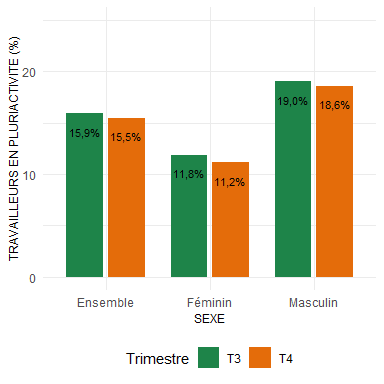 TRAVAILLEURS EN PLURIACTIVITE (%)
20
10
0
15,9%
15,5%
11,8%
11,2%
19,0%
18,6%
Ensemble
Féminin
Masculin
SEXE
Trimestre T3 T4